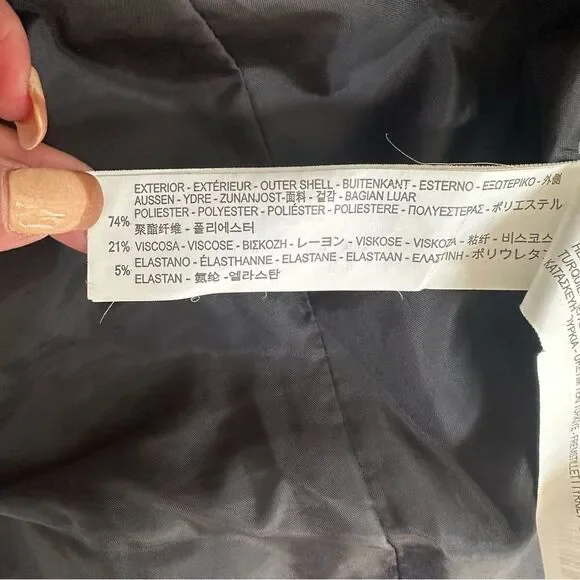 EXTERIOR - EXTÉRIEUR - OUTER SHELL - BUITENKANT - ESTERNO - ΕΞΩΤΕΡΙΚΟ - 外側
AUSSEN - YDRE - ZUNANJOST - 面料 - 겉감 - BAGIAN LUAR
74% POLIESTER - POLYESTER - POLIÉSTER - POLIESTERE - ΠΟΛΥΕΣΤΕΡΑΣ - ポリエステル
聚酯纤维 - 폴리에스터
21% VISCOSA - VISCOSE - ΒΙΣΚΟΖΗ - レーヨン - VISKOSE - VISKOZA - 粘纤 - 비스코스
5% ELASTANO - ÉLASTHANNE - ELASTANE - ELASTAAN - ΕΛΑΣΤΙΝΗ - ポリウレタン
ELASTAN - 氨纶 - 엘라스탄